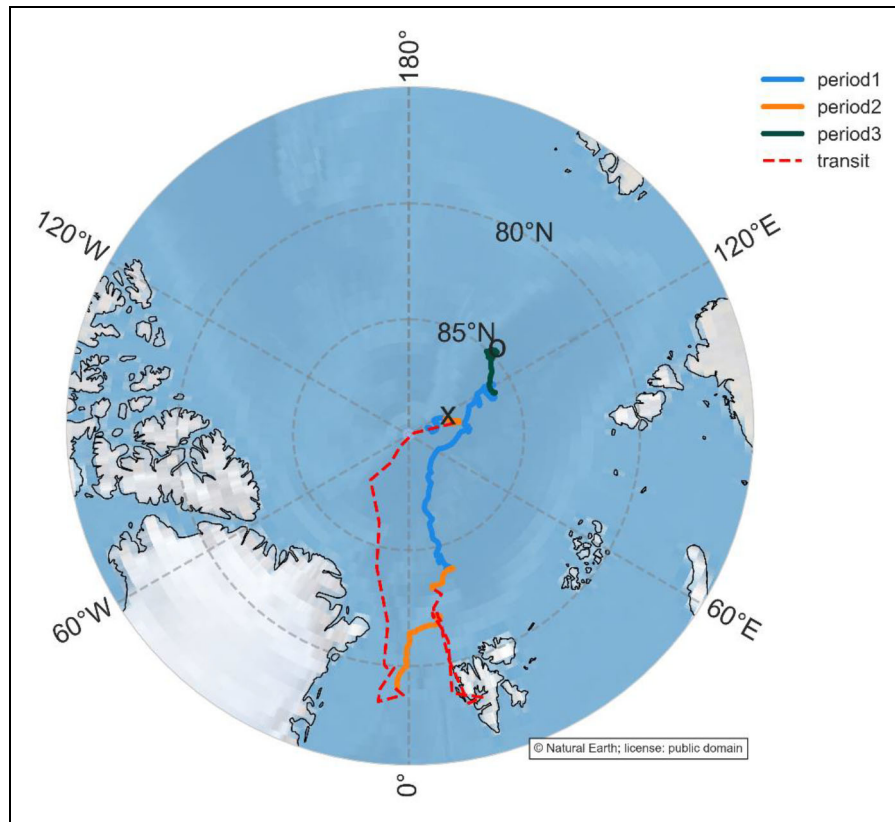 180°
period1
period2
period3
transit
120°W
120°E
80°N
85°N
O
X
60°W
60°E
© Natural Earth; license: public domain
0°